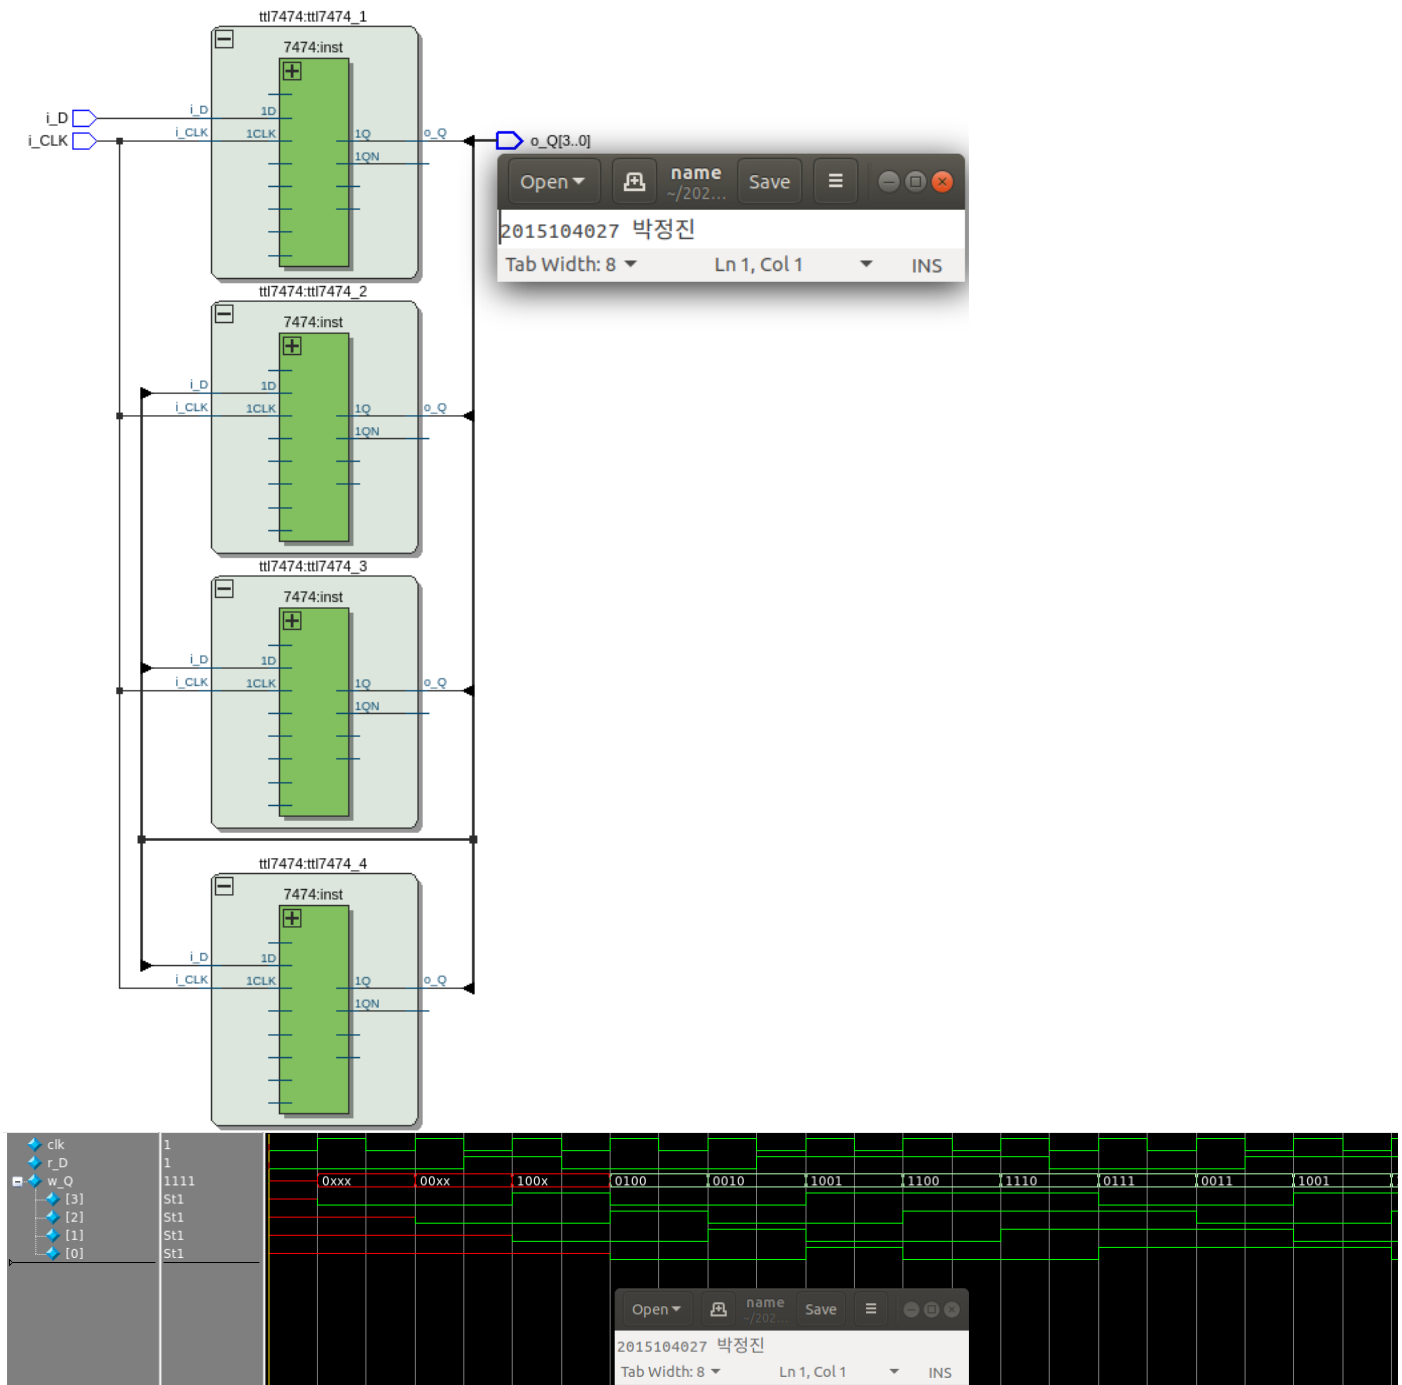 ttl7474:ttl7474_1
7474:inst
i_D
i_D
1D
i_CLK
i_CLK
1CLK
1Q
o_Q
o_Q[3..0]
1QN
Open
name
~/202...
Save
2015104027 박정진
Tab Width: 8
Ln 1, Col 1
INS
ttl7474:ttl7474_2
7474:inst
i_D
1D
i_CLK
1CLK
1Q
o_Q
1QN
ttl7474:ttl7474_3
7474:inst
i_D
1D
i_CLK
1CLK
1Q
o_Q
1QN
ttl7474:ttl7474_4
7474:inst
i_D
1D
i_CLK
1CLK
1Q
o_Q
1QN
clk 1
r_D 1
w_Q 1111 0xxx 00xx 100x 0100 0010 1001 1100 1110 0111 0011 1001
[3] St1
[2] St1
[1] St1
[0] St1
Open
name
~/202...
Save
2015104027 박정진
Tab Width: 8
Ln 1, Col 1
INS